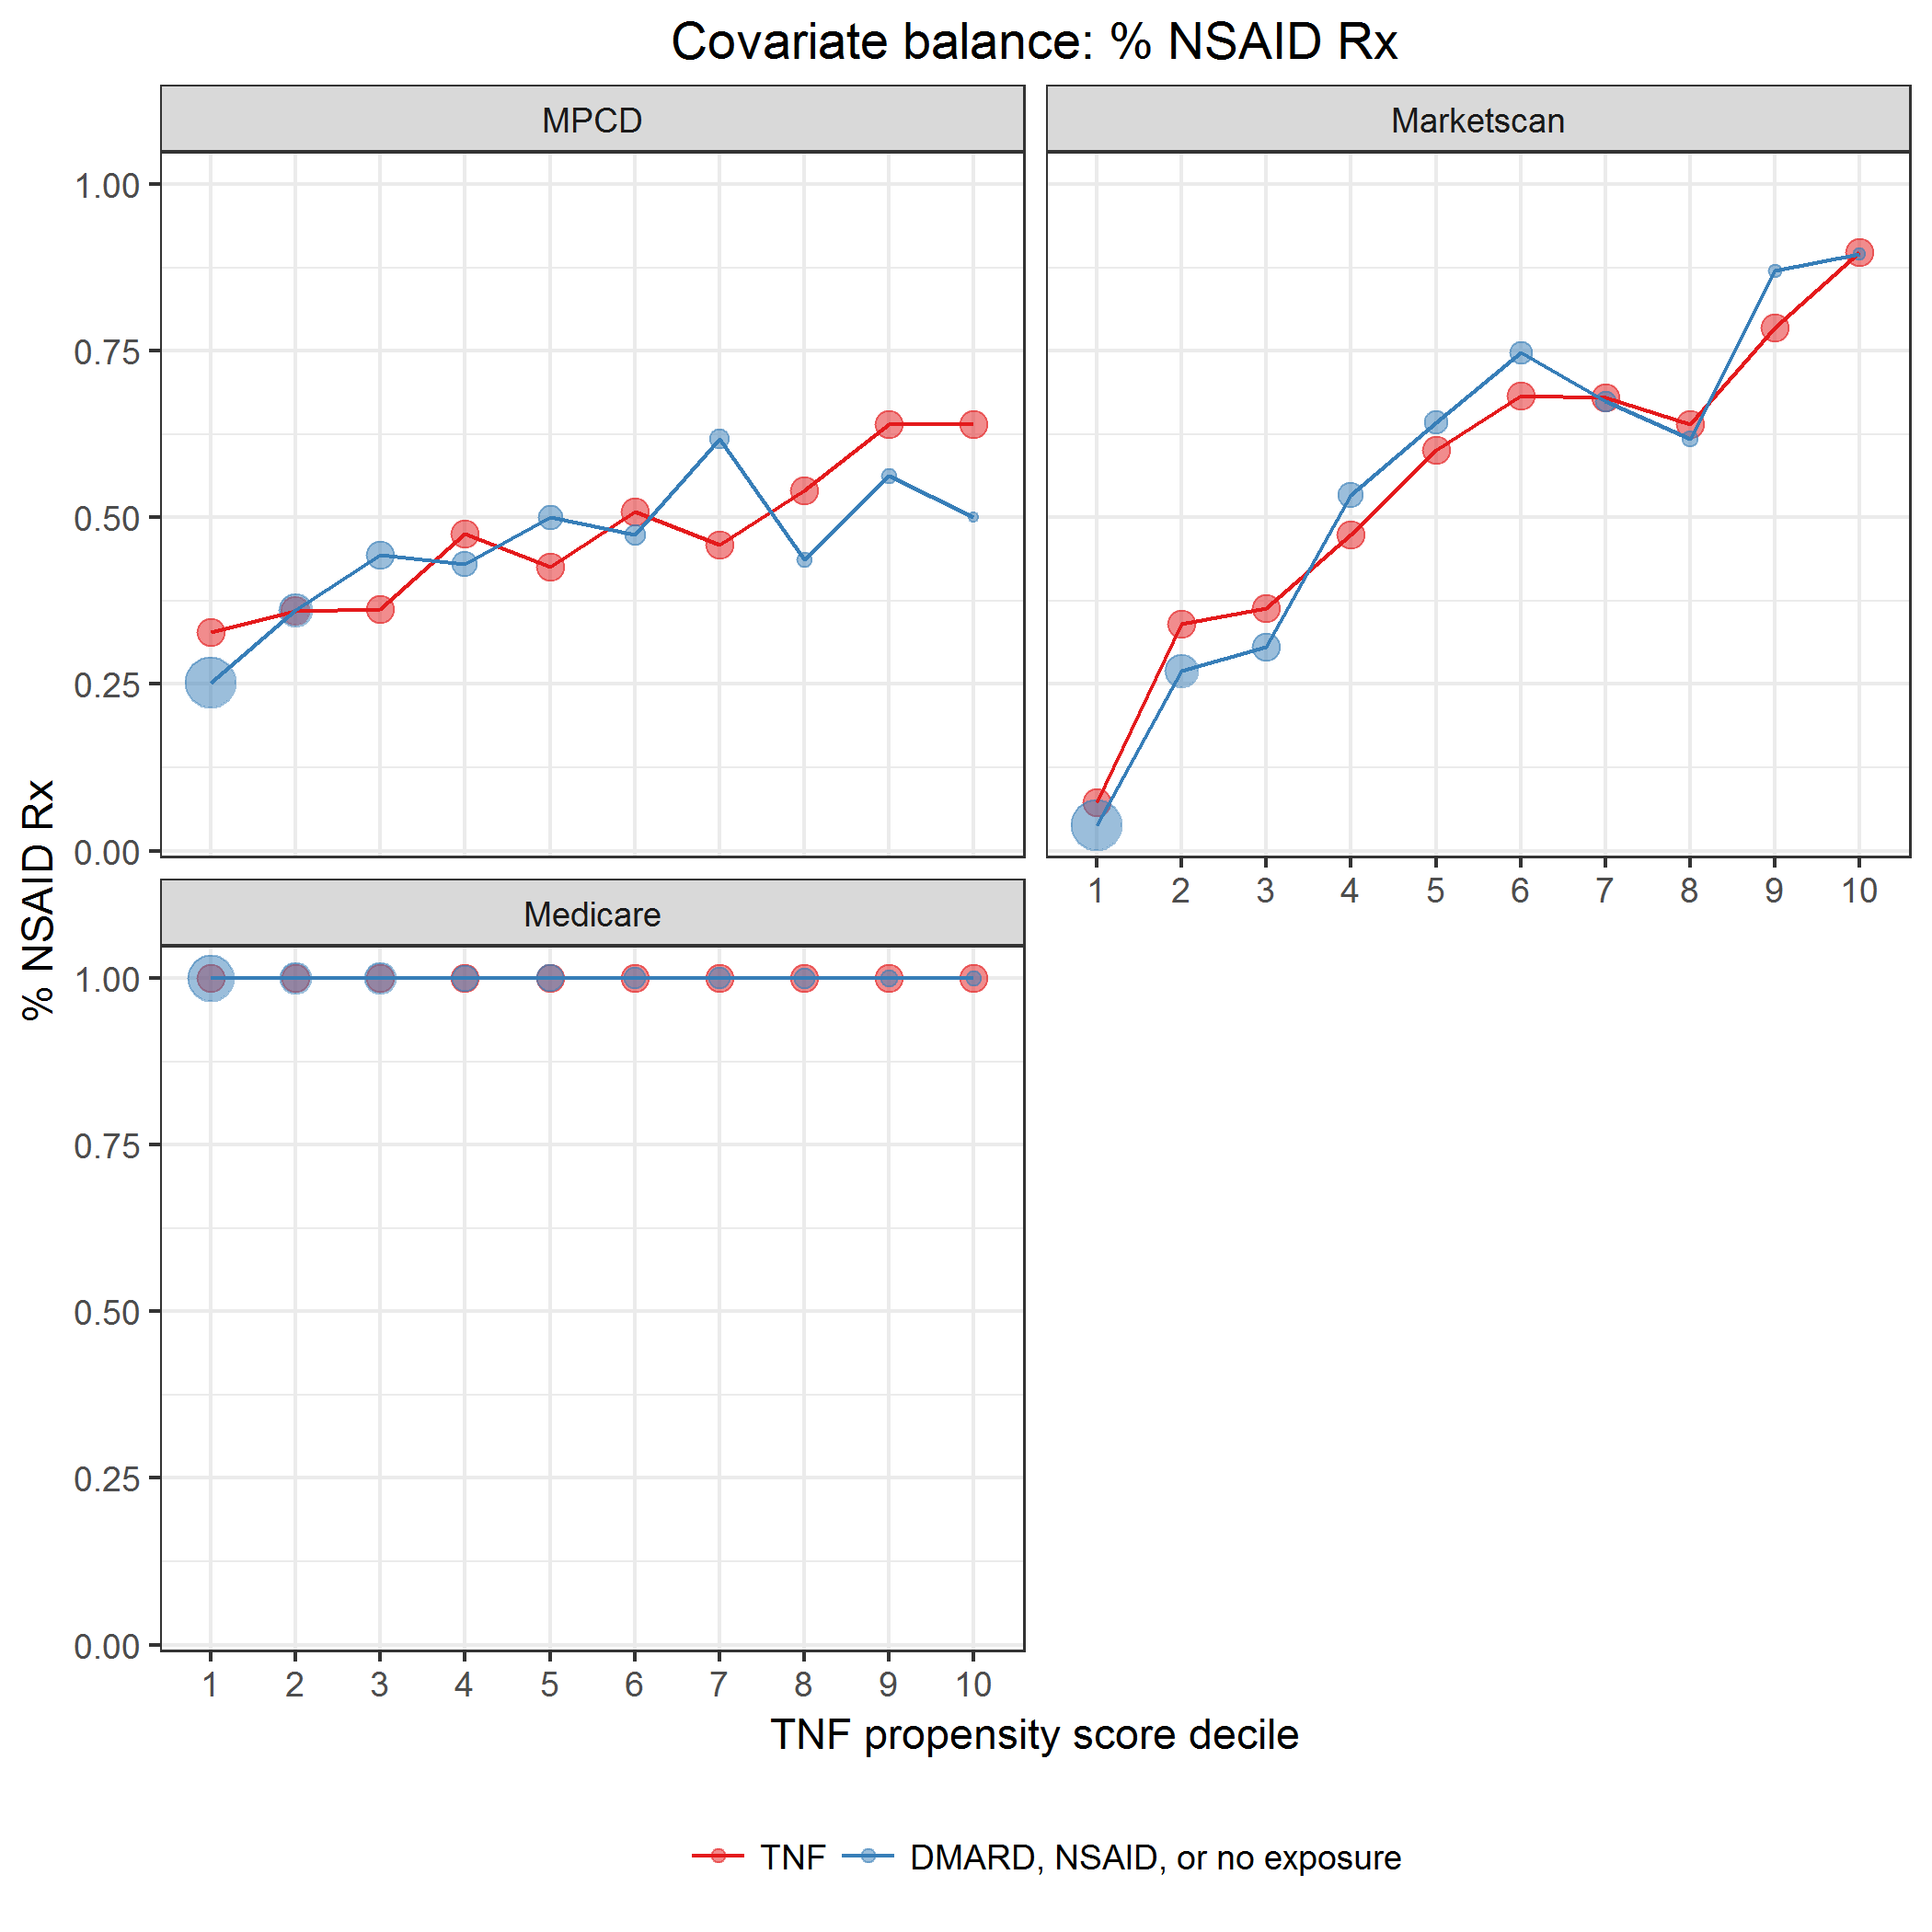 Covariate balance: % NSAID Rx
MPCD
Marketscan
1.00
0.75
0.50
0.25
0.00
1 2 3 4 5 6 7 8 9 10
Medicare
1.00
0.75
0.50
0.25
0.00
1 2 3 4 5 6 7 8 9 10
% NSAID Rx
TNF propensity score decile
TNF DMARD, NSAID, or no exposure